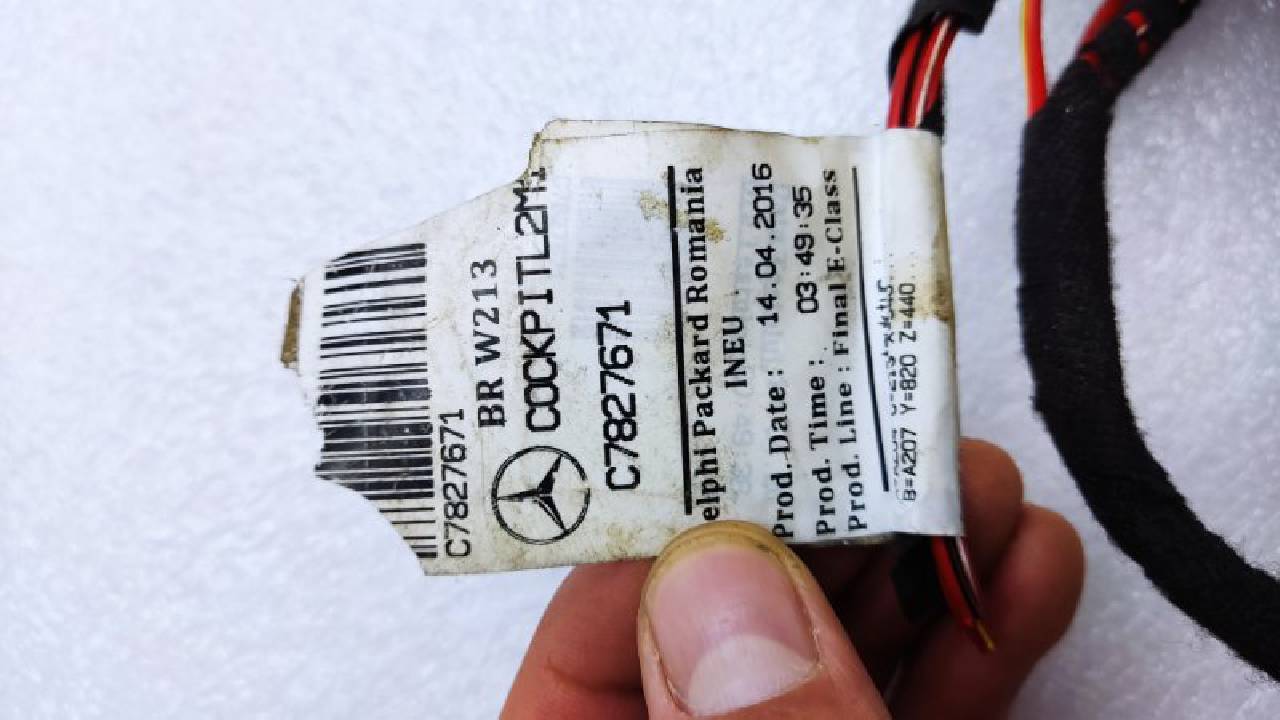 C7827671
BR W213
COCKPITL2M1
C7827671
elphi Packard Romania
INEU
Prod. Date : 14.04.2016
Prod. Time : 03:49:35
Prod. Line : Final E-Class
B=A207 Y=820 Z=440...